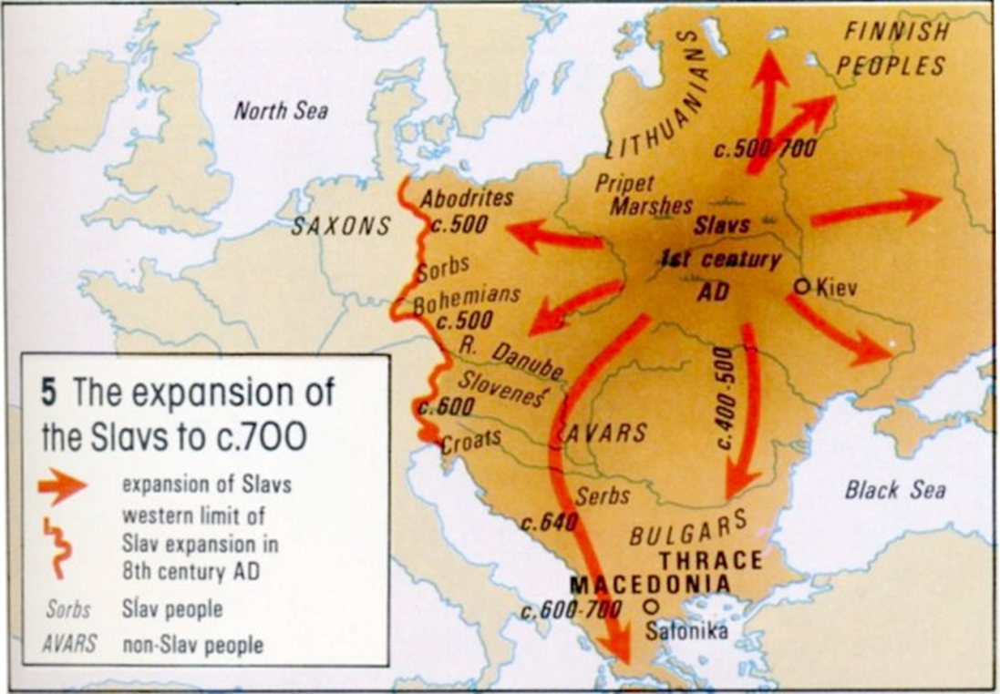 FINNISH
PEOPLES
LITHUANIANS
North Sea
c.500-700
Pripet
Marshes
Abodrites
c.500
SAXONS
Slavs
1st century
AD
Sorbs
Kiev
Bohemians
c.500
R. Danube
Slovenes
c.600
c.400-500
AVARS
Croats
5 The expansion of
the Slavs to c.700
expansion of Slavs
western limit of
Slav expansion in
8th century AD
Sorbs Slav people
AVARS non-Slav people
Black Sea
Serbs
c.640
BULGARS
THRACE
MACEDONIA
c.600-700
Salonika